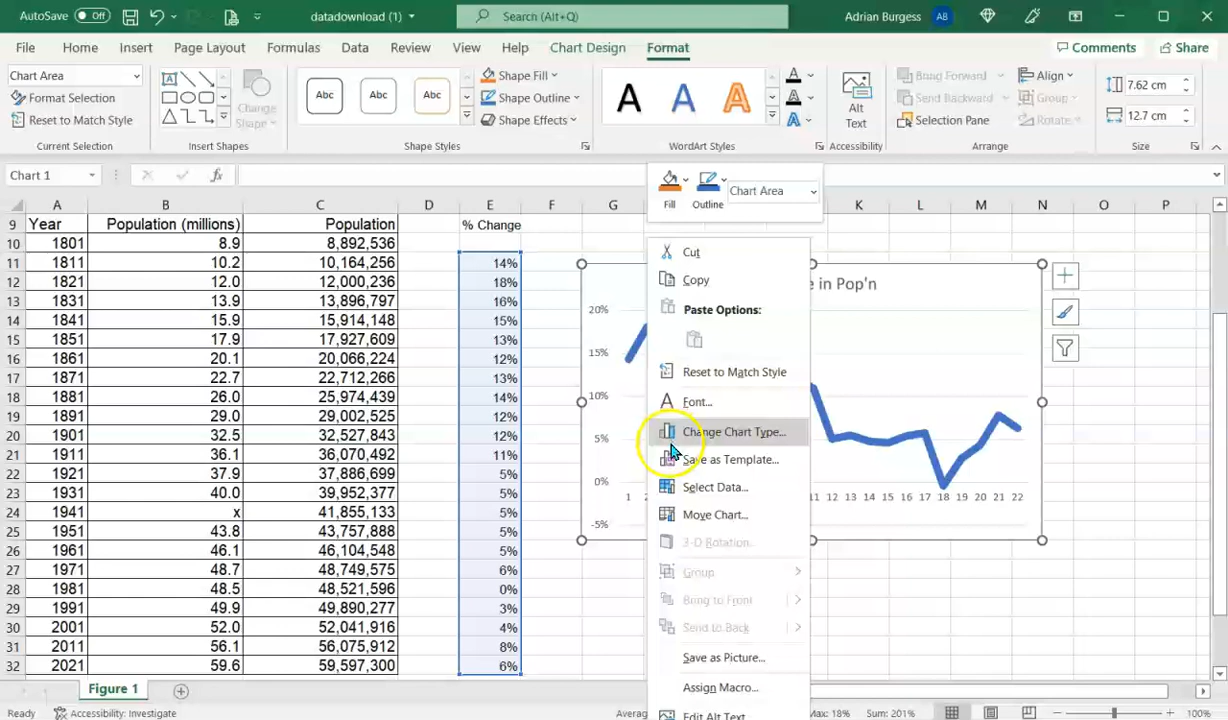 AutoSave Off datadownload (1) Search (Alt+Q) Adrian Burgess AB
File Home Insert Page Layout Formulas Data Review View Help Chart Design Format Comments Share
Chart Area
Format Selection
Reset to Match Style
Current Selection
Change
Shape
Insert Shapes
Abc Abc Abc
Shape Fill
Shape Outline
Shape Effects
Shape Styles
A A A
WordArt Styles
Alt
Text
Accessibility
Bring Forward
Send Backward
Selection Pane
Align
Group
Rotate
Arrange
7.62 cm
12.7 cm
Size
Chart 1 fx
Fill Outline Chart Area
A B C D E F G K L M N O P
9 Year Population (millions) Population % Change
10 1801 8.9 8,892,536
11 1811 10.2 10,164,256 14%
12 1821 12.0 12,000,236 18%
13 1831 13.9 13,896,797 16%
14 1841 15.9 15,914,148 15%
15 1851 17.9 17,927,609 13%
16 1861 20.1 20,066,224 12%
17 1871 22.7 22,712,266 13%
18 1881 26.0 25,974,439 14%
19 1891 29.0 29,002,525 12%
20 1901 32.5 32,527,843 12%
21 1911 36.1 36,070,492 11%
22 1921 37.9 37,886,699 5%
23 1931 40.0 39,952,377 5%
24 1941 x 41,855,133 5%
25 1951 43.8 43,757,888 5%
26 1961 46.1 46,104,548 5%
27 1971 48.7 48,749,575 6%
28 1981 48.5 48,521,596 0%
29 1991 49.9 49,890,277 3%
30 2001 52.0 52,041,916 4%
31 2011 56.1 56,075,912 8%
32 2021 59.6 59,597,300 6%
Cut
Copy
Paste Options:
Reset to Match Style
Font...
Change Chart Type...
Save as Template...
Select Data...
Move Chart...
3-D Rotation...
Group
Bring to Front
Send to Back
Save as Picture...
Assign Macro...
Edit Alt Text
e in Pop'n
20%
15%
10%
5%
0%
-5%
1 11 12 13 14 15 16 17 18 19 20 21 22
Figure 1
Ready Accessibility: Investigate Averag Max: 18% Sum: 201% 100%